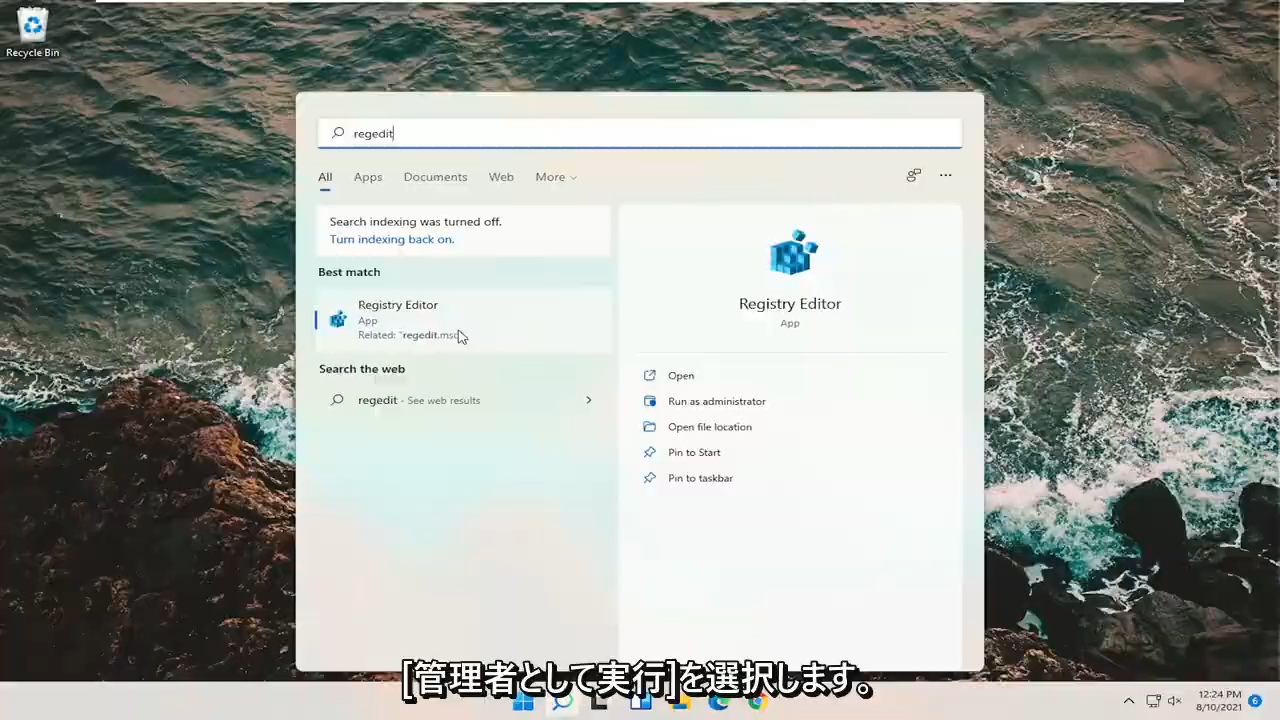 Recycle Bin
regedit
All
Apps
Documents
Web
More
Search indexing was turned off.
Turn indexing back on.
Best match
Registry Editor
App
Related: "regedit.msc"
Search the web
regedit - See web results
Registry Editor
App
Open
Run as administrator
Open file location
Pin to Start
Pin to taskbar
[管理者として実行]を選択します。
12:24 PM
8/10/2021
6